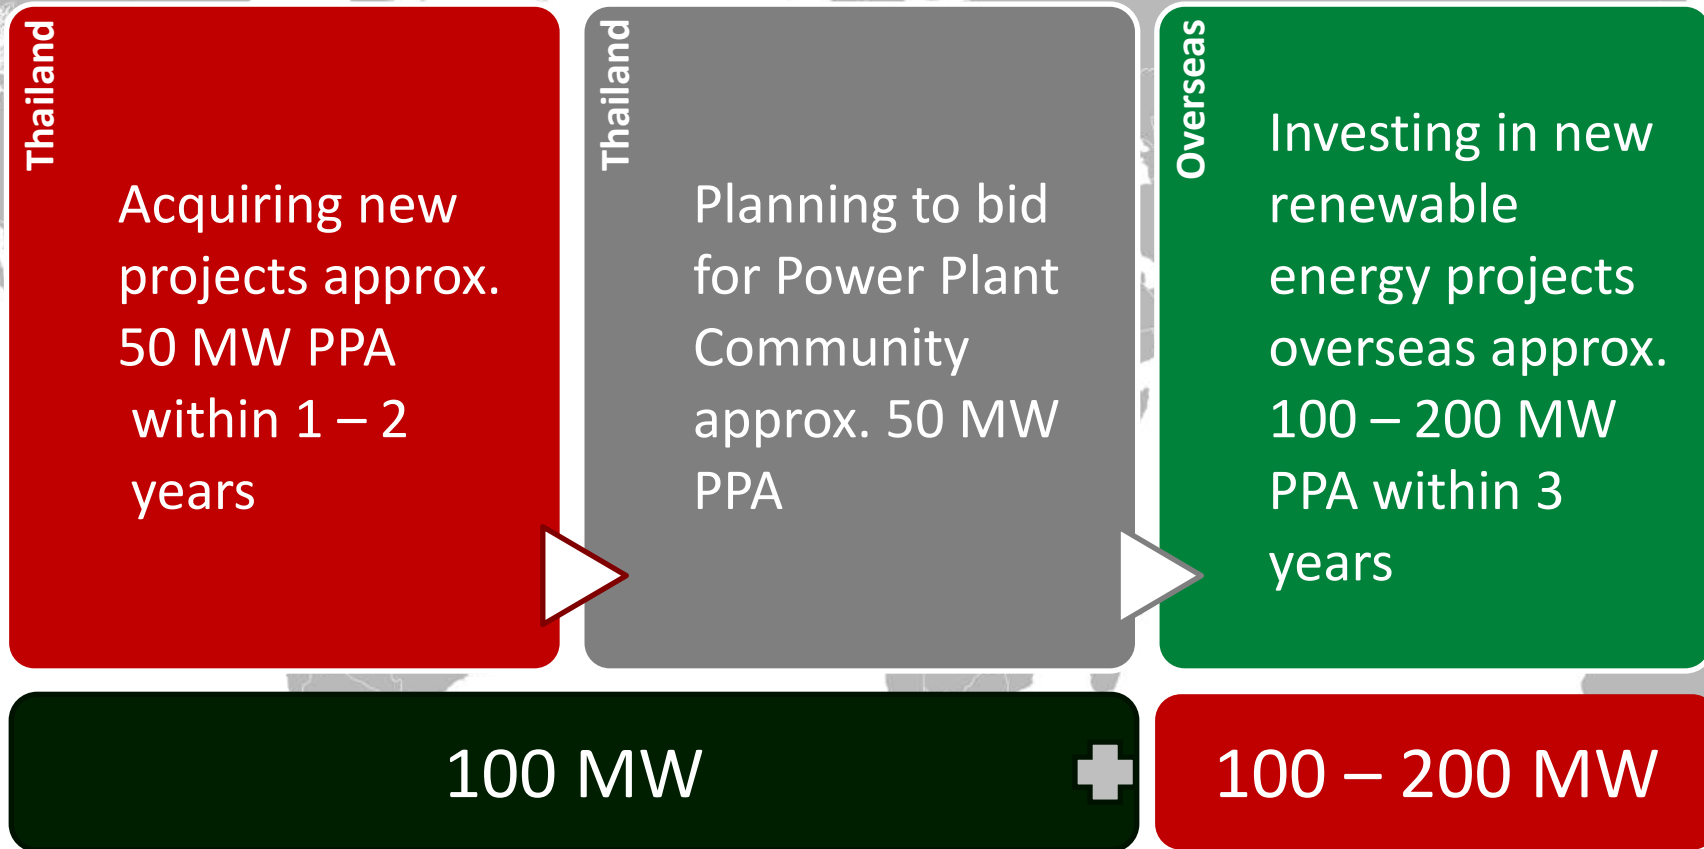 Thailand
Acquiring new
projects approx.
50 MW PPA
within 1 – 2
years
Thailand
Planning to bid
for Power Plant
Community
approx. 50 MW
PPA
Overseas
Investing in new
renewable
energy projects
overseas approx.
100 – 200 MW
PPA within 3
years
100 MW
100 – 200 MW